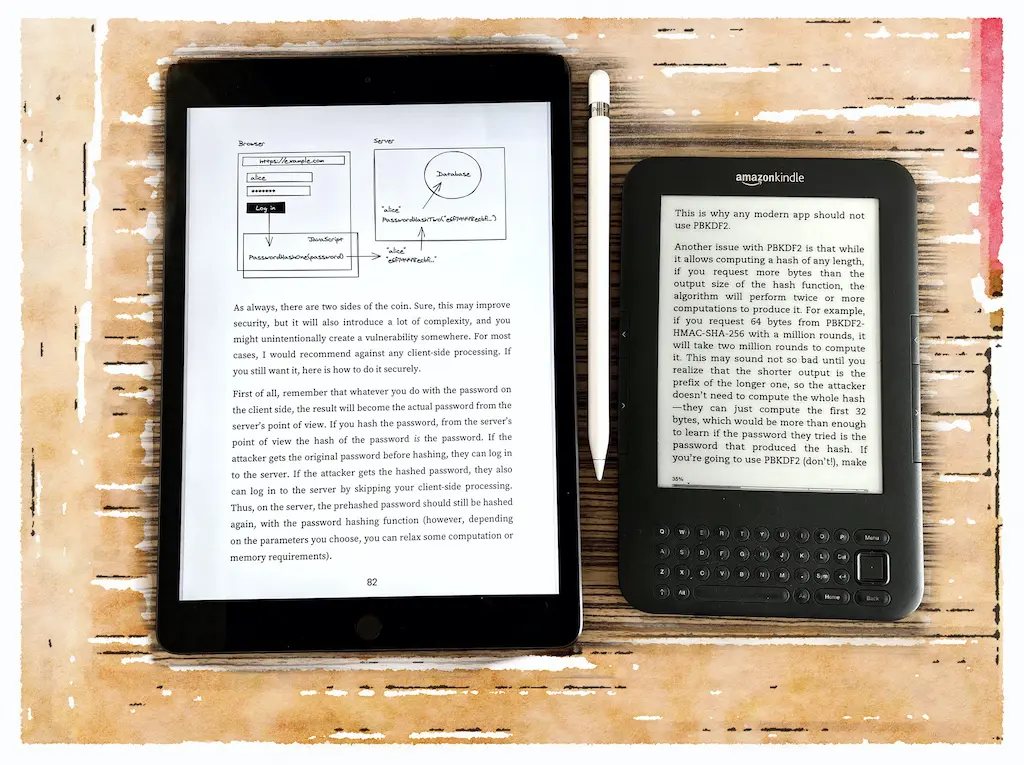 Browser
https://example.com
alice
*******
Log in
JavaScript
PasswordHashOne(password)
Server
Database
"alice"
"alice"
As always, there are two sides of the coin. Sure, this may improve
security, but it will also introduce a lot of complexity, and you
might unintentionally create a vulnerability somewhere. For most
cases, I would recommend against any client-side processing. If
you still want it, here is how to do it securely.
First of all, remember that whatever you do with the password on
the client side, the result will become the actual password from the
server's point of view. If you hash the password, from the server's
point of view the hash of the password is the password. If the
attacker gets the original password before hashing, they can log in
to the server. If the attacker gets the hashed password, they also
can log in to the server by skipping your client-side processing.
Thus, on the server, the prehashed password should still be hashed
again, with the password hashing function (however, depending
on the parameters you choose, you can relax some computation or
memory requirements).
82
amazonkindle
This is why any modern app should not
use PBKDF2.
Another issue with PBKDF2 is that while
it allows computing a hash of any length,
if you request more bytes than the
output size of the hash function, the
algorithm will perform twice or more
computations to produce it. For example,
if you request 64 bytes from PBKDF2-
HMAC-SHA-256 with a million rounds, it
will take two million rounds to compute
it. This may sound not so bad until you
realize that the shorter output is the
prefix of the longer one, so the attacker
doesn't need to compute the whole hash
—they can just compute the first 32
bytes, which would be more than enough
to learn if the password they tried is the
password that produced the hash. If
you're going to use PBKDF2 (don't!), make
35%
Q W E R T Y U I O P Menu
A S D F G H J K L Del
Z X C V B N M . Sym
Alt Aa Home
Back